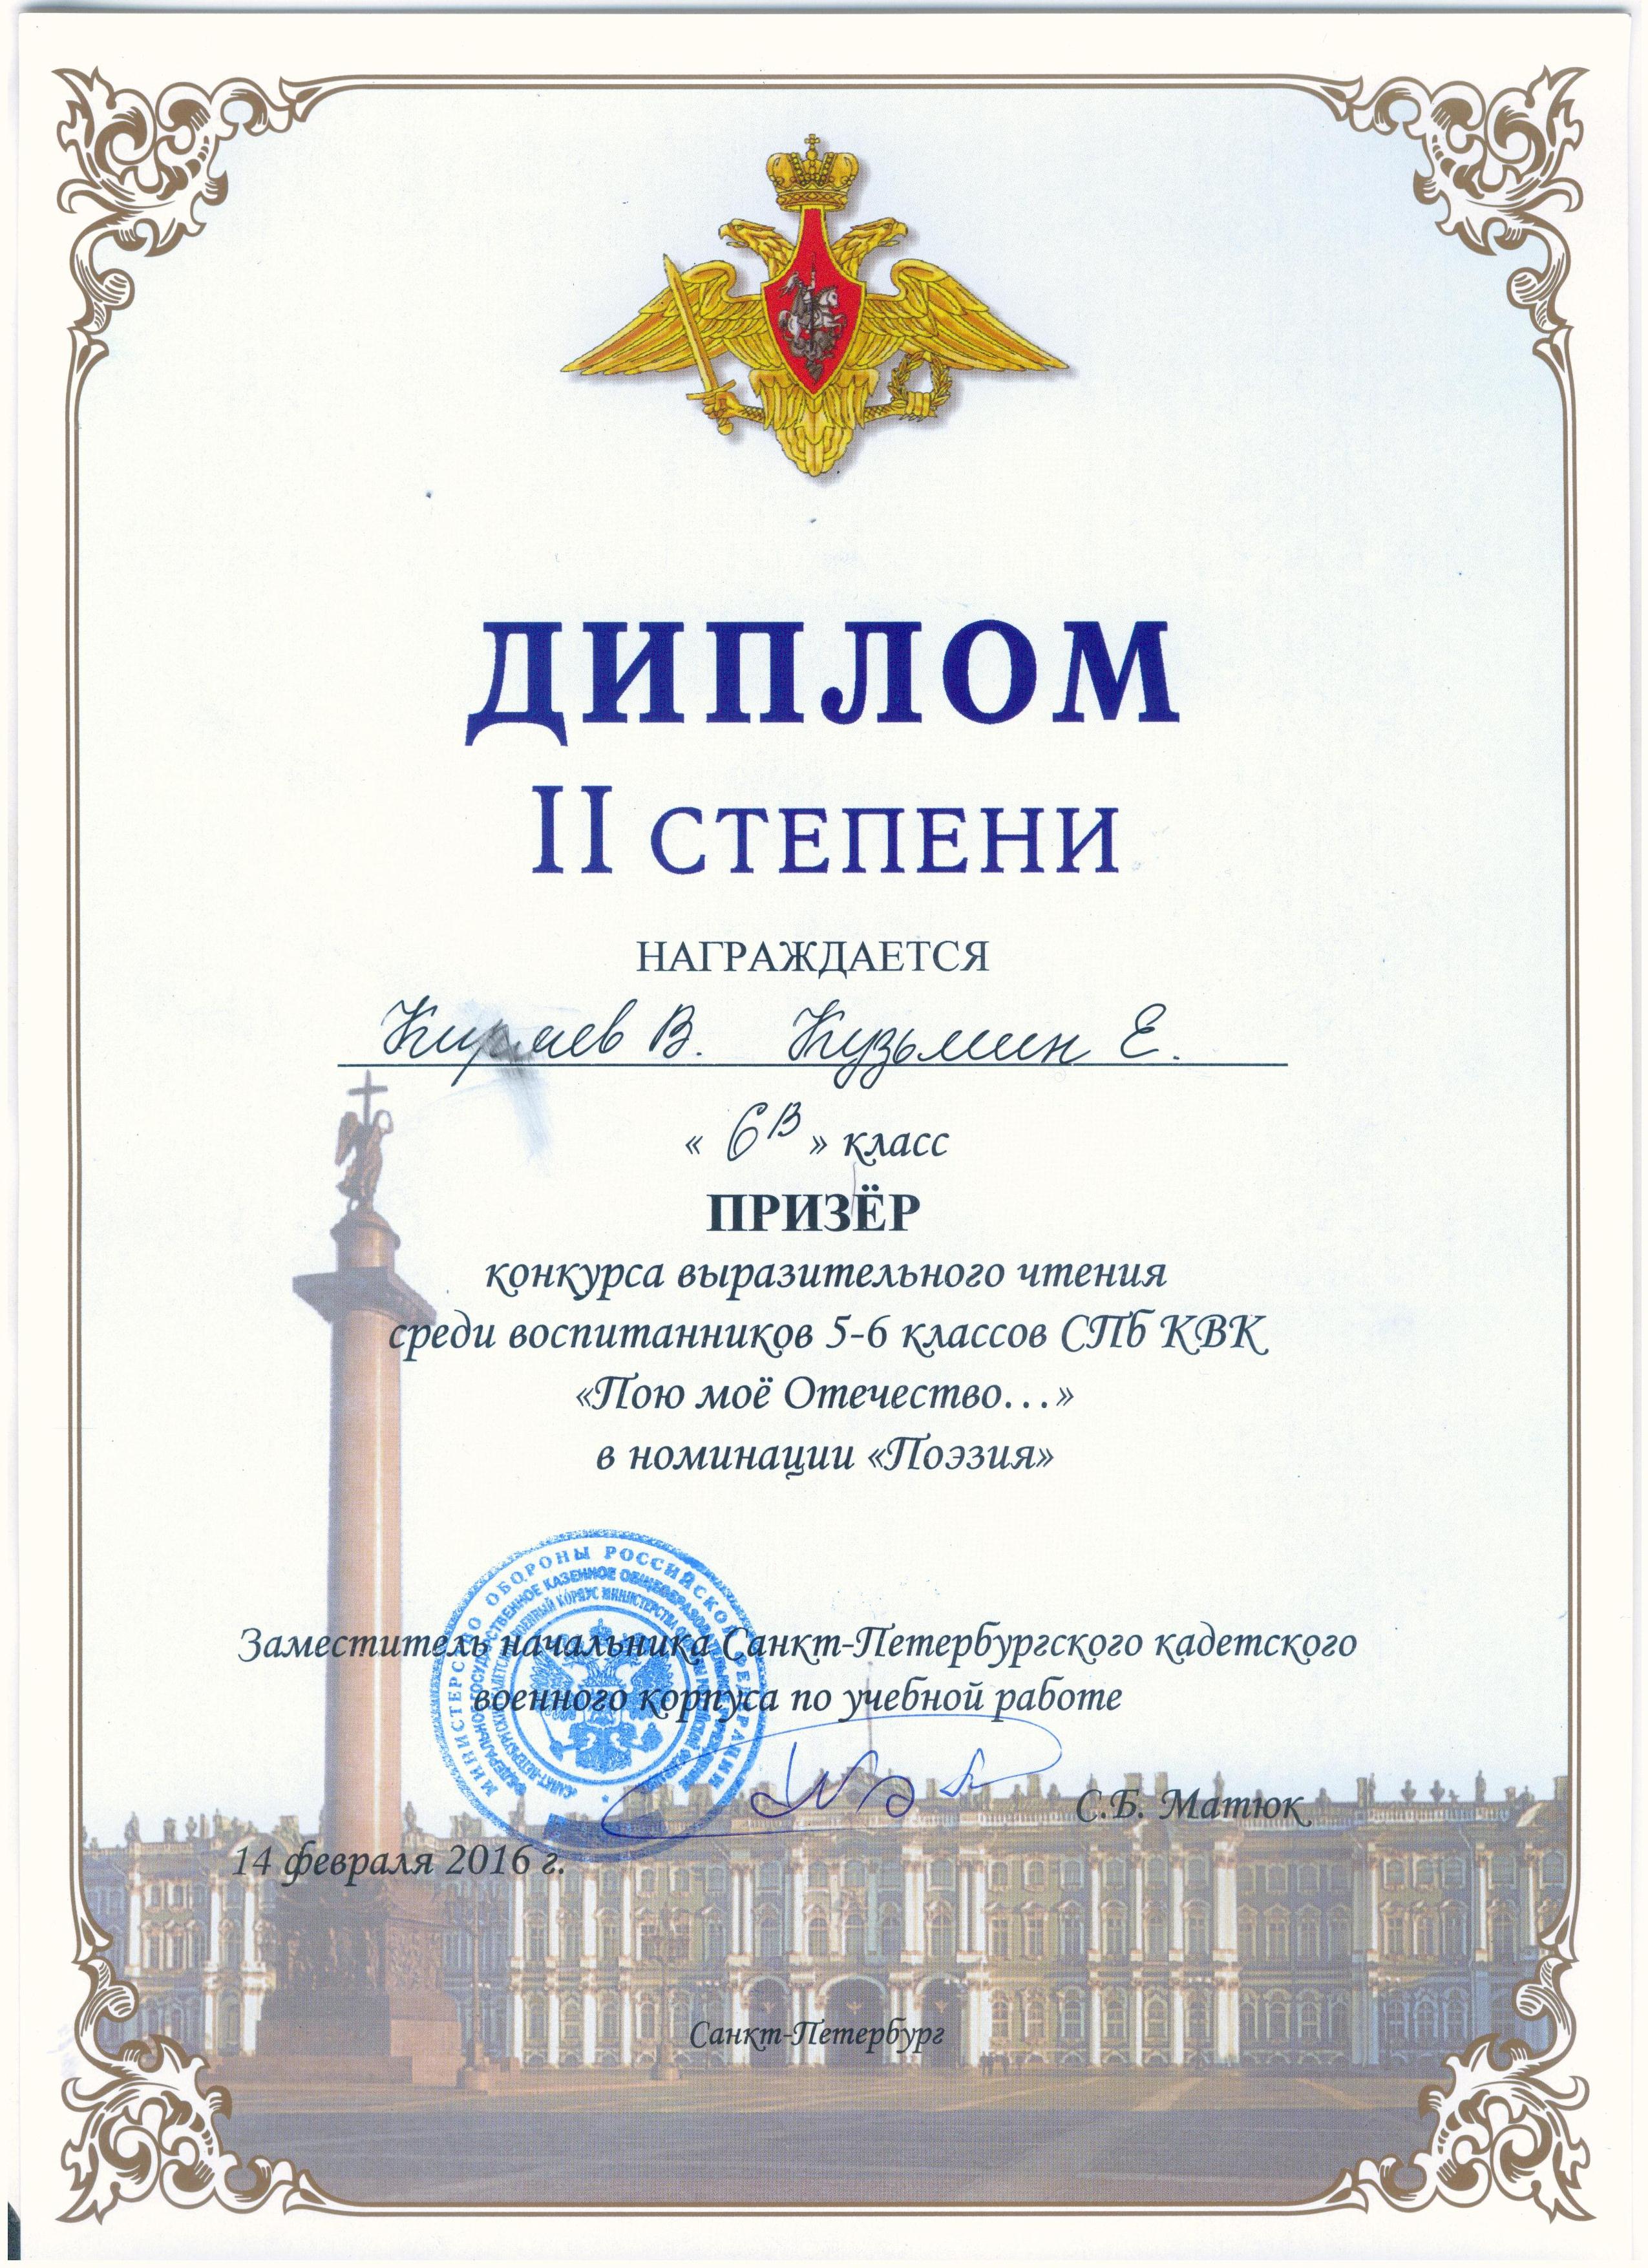 ДИПЛОМ
II СТЕПЕНИ
НАГРАЖДАЕТСЯ
В. Кузьмин Е.
« 6В » класс
ПРИЗЁР
конкурса выразительного чтения
среди воспитанников 5-6 классов СПб КВК
«Пою моё Отечество…»
в номинации «Поэзия»
МИНИСТЕРСТВО ОБОРОНЫ РОССИЙСКОЙ ФЕДЕРАЦИИ
Заместитель начальника Санкт-Петербургского кадетского
военного корпуса по учебной работе
С.Б. Матюк
14 февраля 2016 г.
Санкт-Петербург